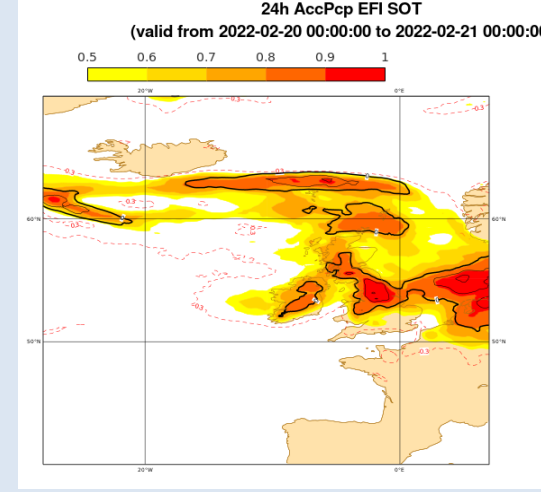 24h AccPcp EFI SOT
(valid from 2022-02-20 00:00:00 to 2022-02-21 00:00:00
0.5 0.6 0.7 0.8 0.9 1
20°W 0°E
60°N 60°N
50°N 50°N
20°W 0°E